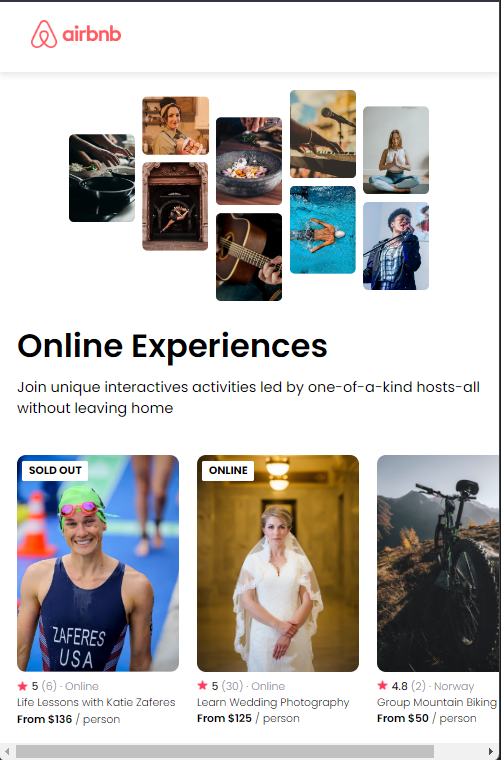 airbnb
Online Experiences
Join unique interactives activities led by one-of-a-kind hosts-all
without leaving home
SOLD OUT
ZAFERES
USA
5 (6) · Online
Life Lessons with Katie Zaferes
From $136 / person
ONLINE
5 (30) · Online
Learn Wedding Photography
From $125 / person
4.8 (2) · Norway
Group Mountain Biking
From $50 / person